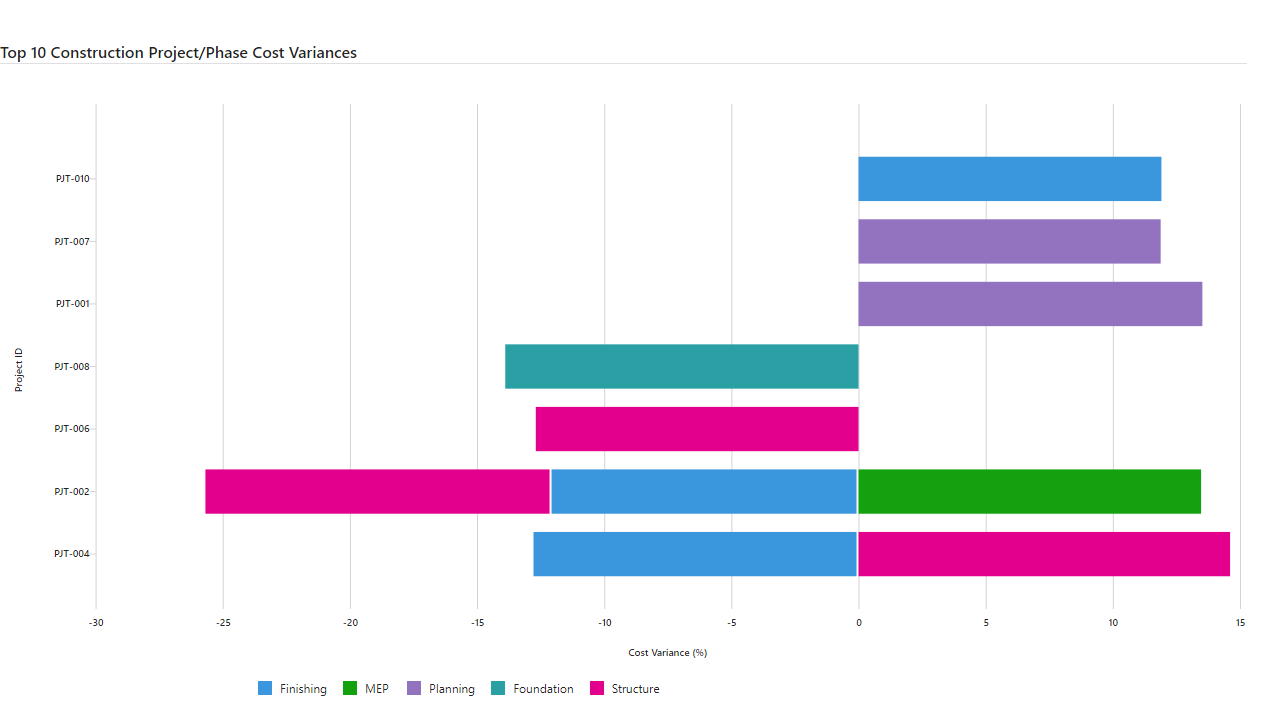 Top 10 Construction Project/Phase Cost Variances
PJT-010
PJT-007
PJT-001
PJT-008
PJT-006
PJT-002
PJT-004
Project ID
-30 -25 -20 -15 -10 -5 0 5 10 15
Cost Variance (%)
Finishing MEP Planning Foundation Structure